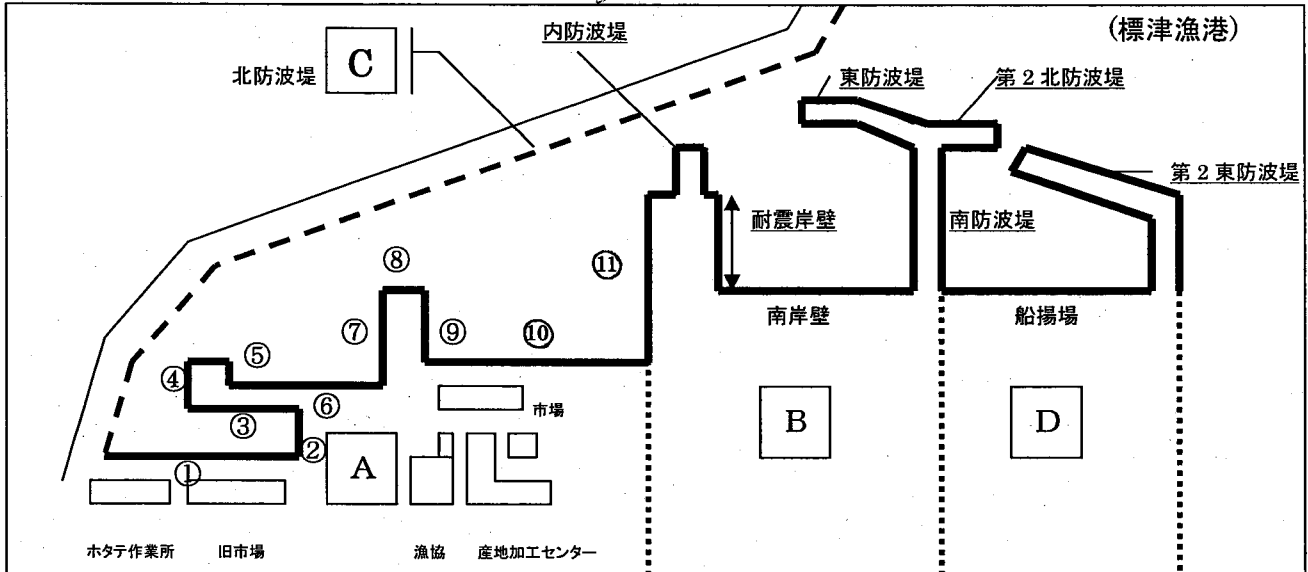 (標津漁港)
内防波堤
北防波堤
C
東防波堤
第2北防波堤
第2東防波堤
耐震岸壁
南防波堤
⑧
⑪
⑦
⑨
⑩
南岸壁
船揚場
⑤
④
⑥
③
市場
②
A
B
D
①
ホタテ作業所
旧市場
漁協
産地加工センター